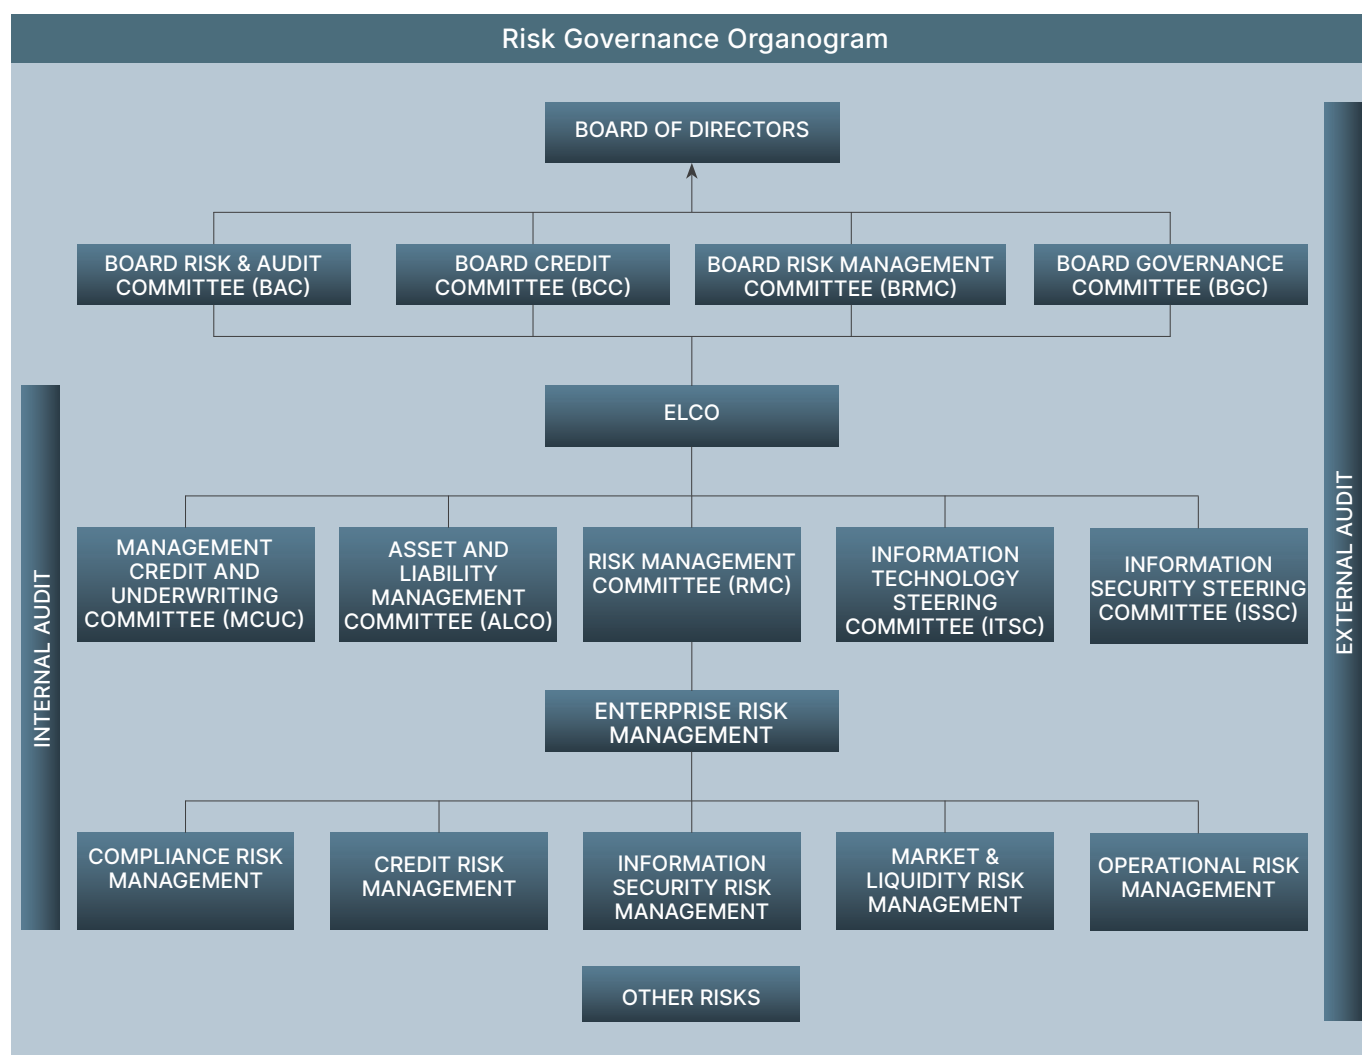 Risk Governance Organogram
BOARD OF DIRECTORS
BOARD RISK & AUDIT
COMMITTEE (BAC)
BOARD CREDIT
COMMITTEE (BCC)
BOARD RISK MANAGEMENT
COMMITTEE (BRMC)
BOARD GOVERNANCE
COMMITTEE (BGC)
ELCO
MANAGEMENT
CREDIT AND
UNDERWRITING
COMMITTEE (MCUC)
ASSET AND
LIABILITY
MANAGEMENT
COMMITTEE (ALCO)
RISK MANAGEMENT
COMMITTEE (RMC)
INFORMATION
TECHNOLOGY
STEERING
COMMITTEE (ITSC)
INFORMATION
SECURITY STEERING
COMMITTEE (ISSC)
ENTERPRISE RISK
MANAGEMENT
COMPLIANCE RISK
MANAGEMENT
CREDIT RISK
MANAGEMENT
INFORMATION
SECURITY RISK
MANAGEMENT
MARKET &
LIQUIDITY RISK
MANAGEMENT
OPERATIONAL RISK
MANAGEMENT
OTHER RISKS
INTERNAL AUDIT
EXTERNAL AUDIT